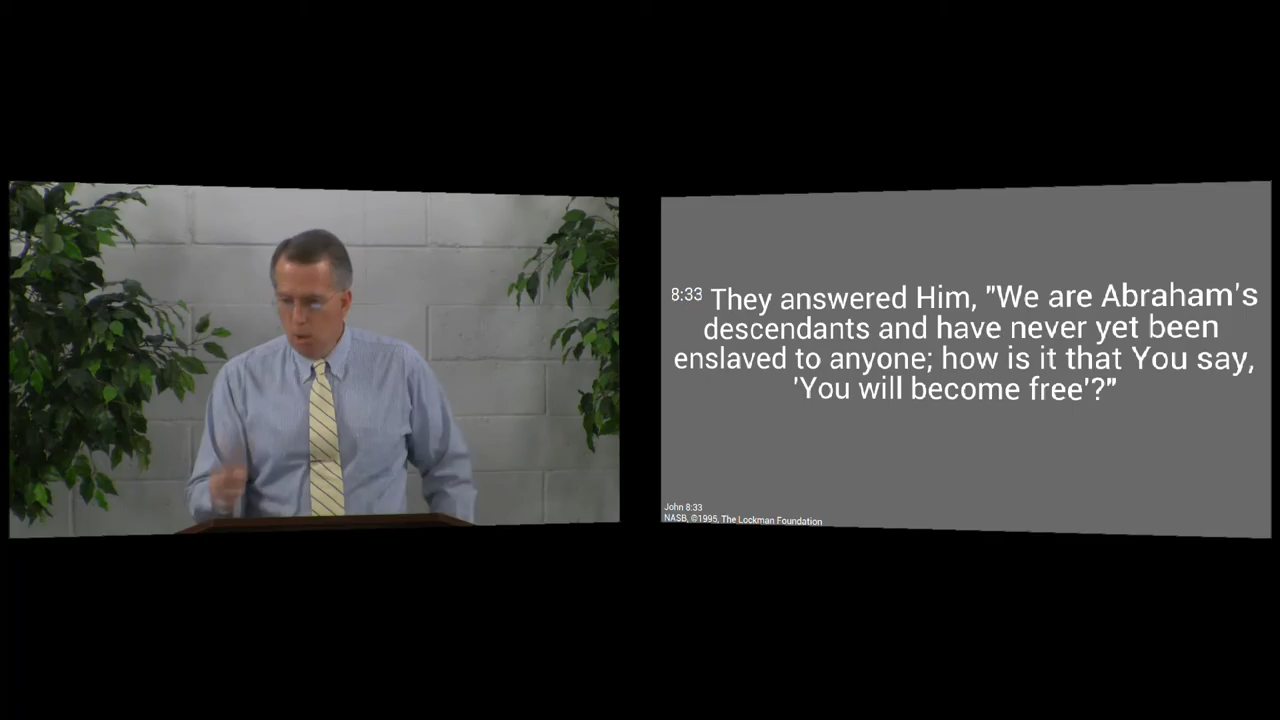 8:33 They answered Him, "We are Abraham's
descendants and have never yet been
enslaved to anyone; how is it that You say,
'You will become free'?"
John 8:33
NASB, ©1995, The Lockman Foundation